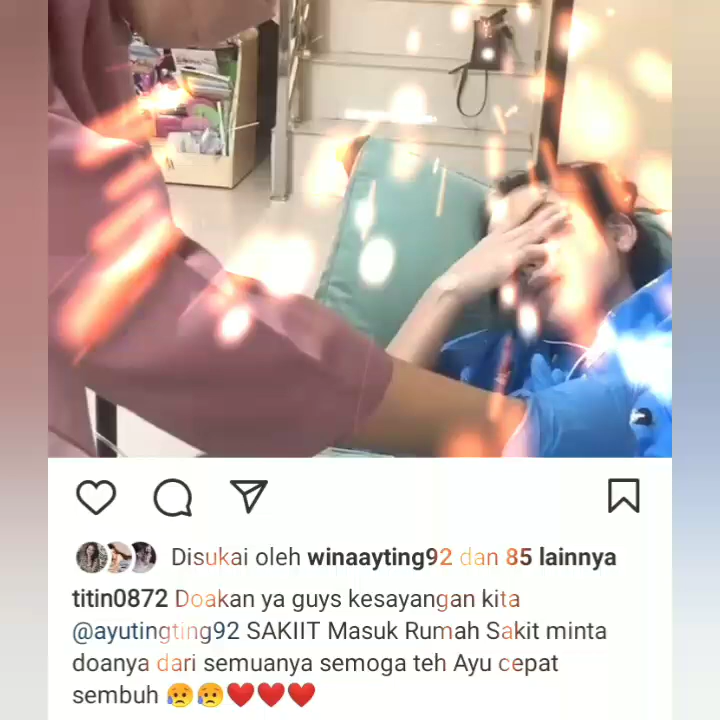 Disukai oleh winaayting92 dan 85 lainnya
titin0872 Doakan ya guys kesayangan kita
@ayutingting92 SAKIIT Masuk Rumah Sakit minta
doanya dari semuanya semoga teh Ayu cepat
sembuh 😥😥❤️❤️❤️